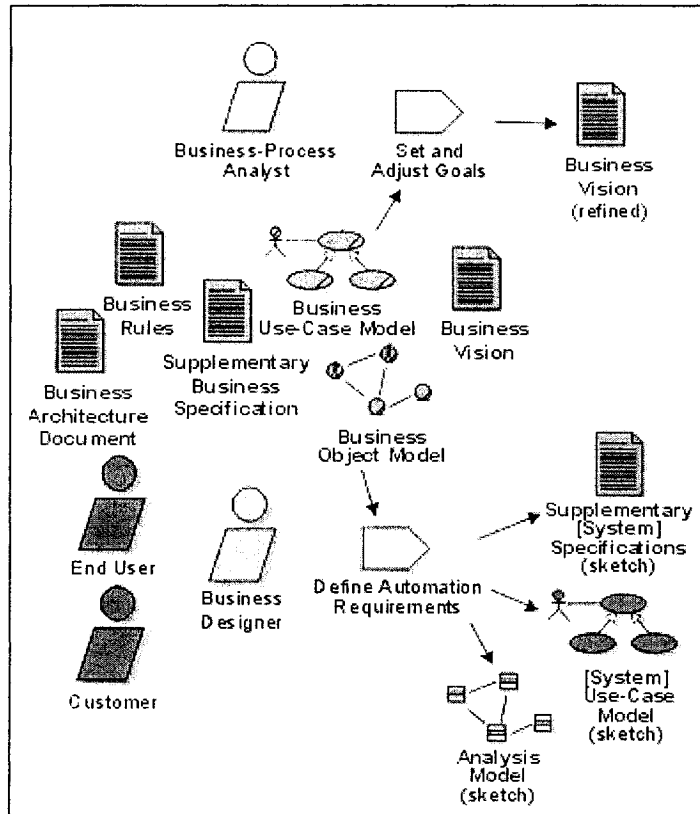 Business-Process
Analyst
Set and
Adjust Goals
Business
Vision
(refined)
Business
Rules
Business
Use-Case Model
Business
Vision
Business
Architecture
Document
Supplementary
Business
Specification
Business
Object Model
End User
Business
Designer
Define Automation
Requirements
Supplementary
[System]
Specifications
(sketch)
Customer
[System]
Use-Case
Model
(sketch)
Analysis
Model
(sketch)